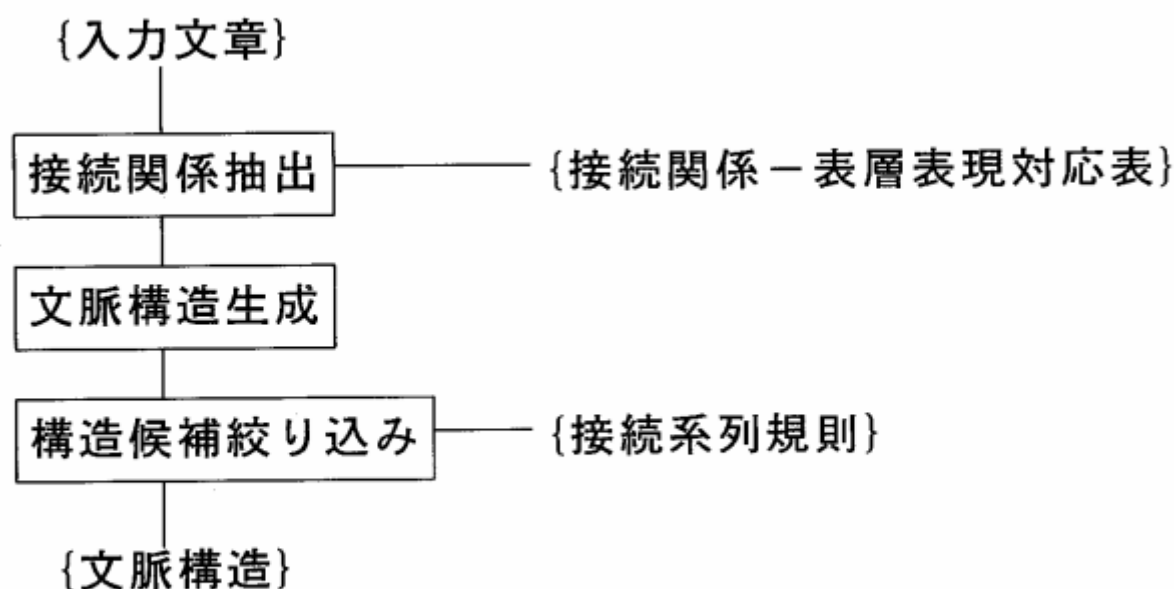 {入力文章}
接続関係抽出
{接続関係－表層表現対応表}
文脈構造生成
構造候補絞り込み
{接続系列規則}
{文脈構造}